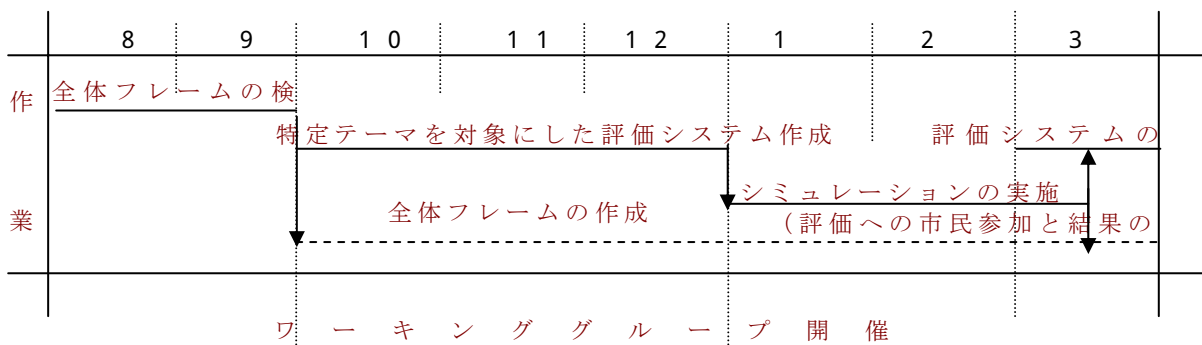 8 9 10 11 12 1 2 3
作業
全体フレームの検
特定テーマを対象にした評価システム作成 評価システムの
シミュレーションの実施
全体フレームの作成
(評価への市民参加と結果の
ワーキンググループ開催